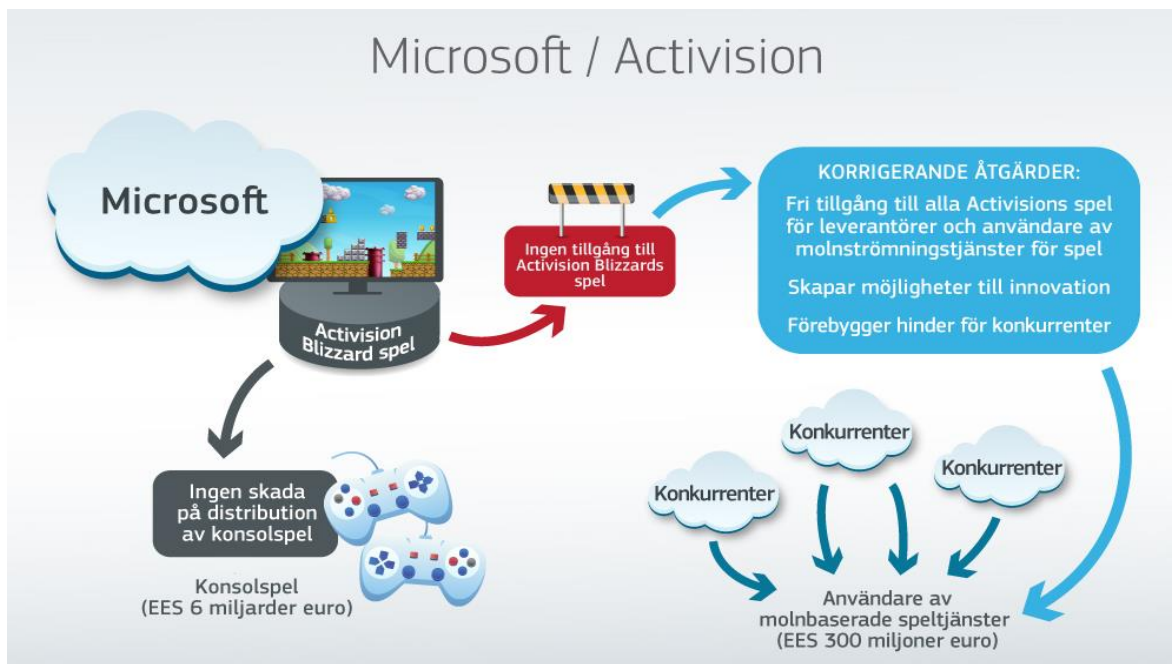 Microsoft / Activision
Microsoft
Activision
Blizzard spel
Ingen tillgång till
Activision Blizzards
spel
KORRIGERANDE ÅTGÄRDER:
Fri tillgång till alla Activisions spel
för leverantörer och användare av
molnströmningstjänster för spel
Skapar möjligheter till innovation
Förebygger hinder för konkurrenter
Ingen skada
på distribution
av konsolspel
Konsolspel
(EES 6 miljarder euro)
Konkurrenter
Konkurrenter
Konkurrenter
Användare av
molnbaserade speltjänster
(EES 300 miljoner euro)